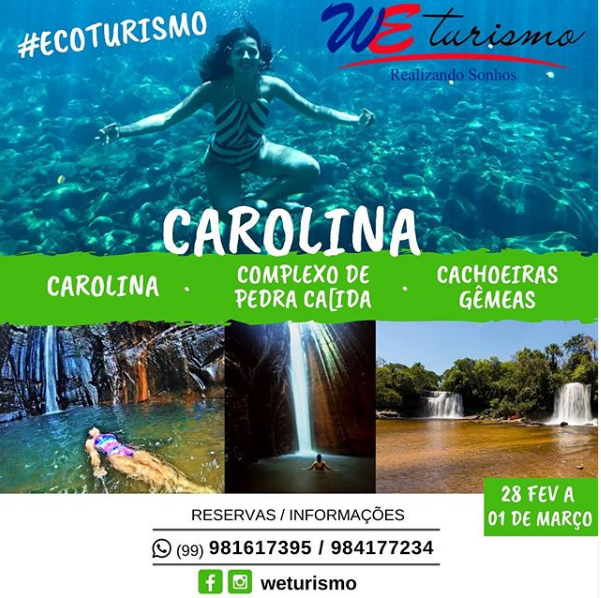 #ECOTURISMO
WE turismo
Realizando Sonhos
CAROLINA
CAROLINA · COMPLEXO DE PEDRA CA[IDA · CACHOEIRAS GÊMEAS
28 FEV A
01 DE MARÇO
RESERVAS / INFORMAÇÕES
(99) 981617395 / 984177234
weturismo